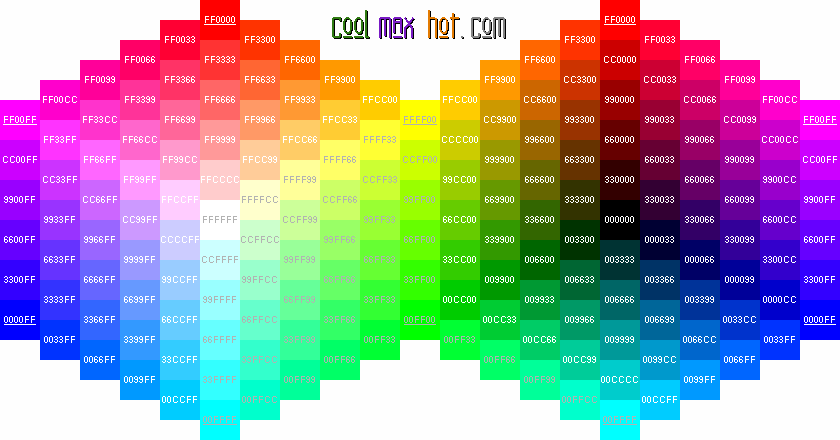 FF0000 cool max hot.com FF0000
FF0033 FF3300 FF3300 FF0033
FF0066 FF3333 FF6600 FF6600 CC0000 FF0066
FF0099 FF3366 FF6633 FF9900 FF9900 CC3300 CC0033 FF0099
FF00CC FF3399 FF6666 FF9933 FFCC00 FFCC00 CC6600 990000 CC0066 FF00CC
FF00FF FF33CC FF6699 FF9966 FFCC33 FFFF00 CC9900 993300 990033 CC0099 FF00FF
FF33FF FF66CC FF9999 FFCC66 FFFF33 CCCC00 996600 660000 990066 CC00CC
CC00FF FF66FF FF99CC FFCC99 FFFF66 CCFF00 999900 663300 660033 990099 CC00FF
CC33FF FF99FF FFCCCC FFFF99 CCFF33 99CC00 666600 330000 660066 9900CC
9900FF CC66FF FFCCFF FFFFCC CCFF66 99FF00 669900 333300 330033 660099 9900FF
9933FF CC99FF FFFFFF CCFF99 99FF33 66CC00 336600 000000 330066 6600CC
6600FF 9966FF CCCCFF CCFFCC 99FF66 66FF00 339900 003300 000033 330099 6600FF
6633FF 9999FF CCFFFF 99FF99 66FF33 33CC00 006600 003333 000066 3300CC
3300FF 6666FF 99CCFF 99FFCC 66FF66 33FF00 009900 006633 003366 000099 3300FF
3333FF 6699FF 99FFFF 66FF99 33FF33 00CC00 009933 006666 003399 0000CC
0000FF 3366FF 66CCFF 66FFCC 33FF66 00FF00 00CC33 009966 006699 0033CC 0000FF
0033FF 3399FF 66FFFF 33FF99 00FF33 00FF33 00CC66 009999 0066CC 0033FF
0066FF 33CCFF 33FFCC 00FF66 00FF66 00CC99 0099CC 0066FF
0099FF 33FFFF 00FF99 00FF99 00CCCC 0099FF
00CCFF 00FFCC 00FFCC 00CCFF
00FFFF 00FFFF